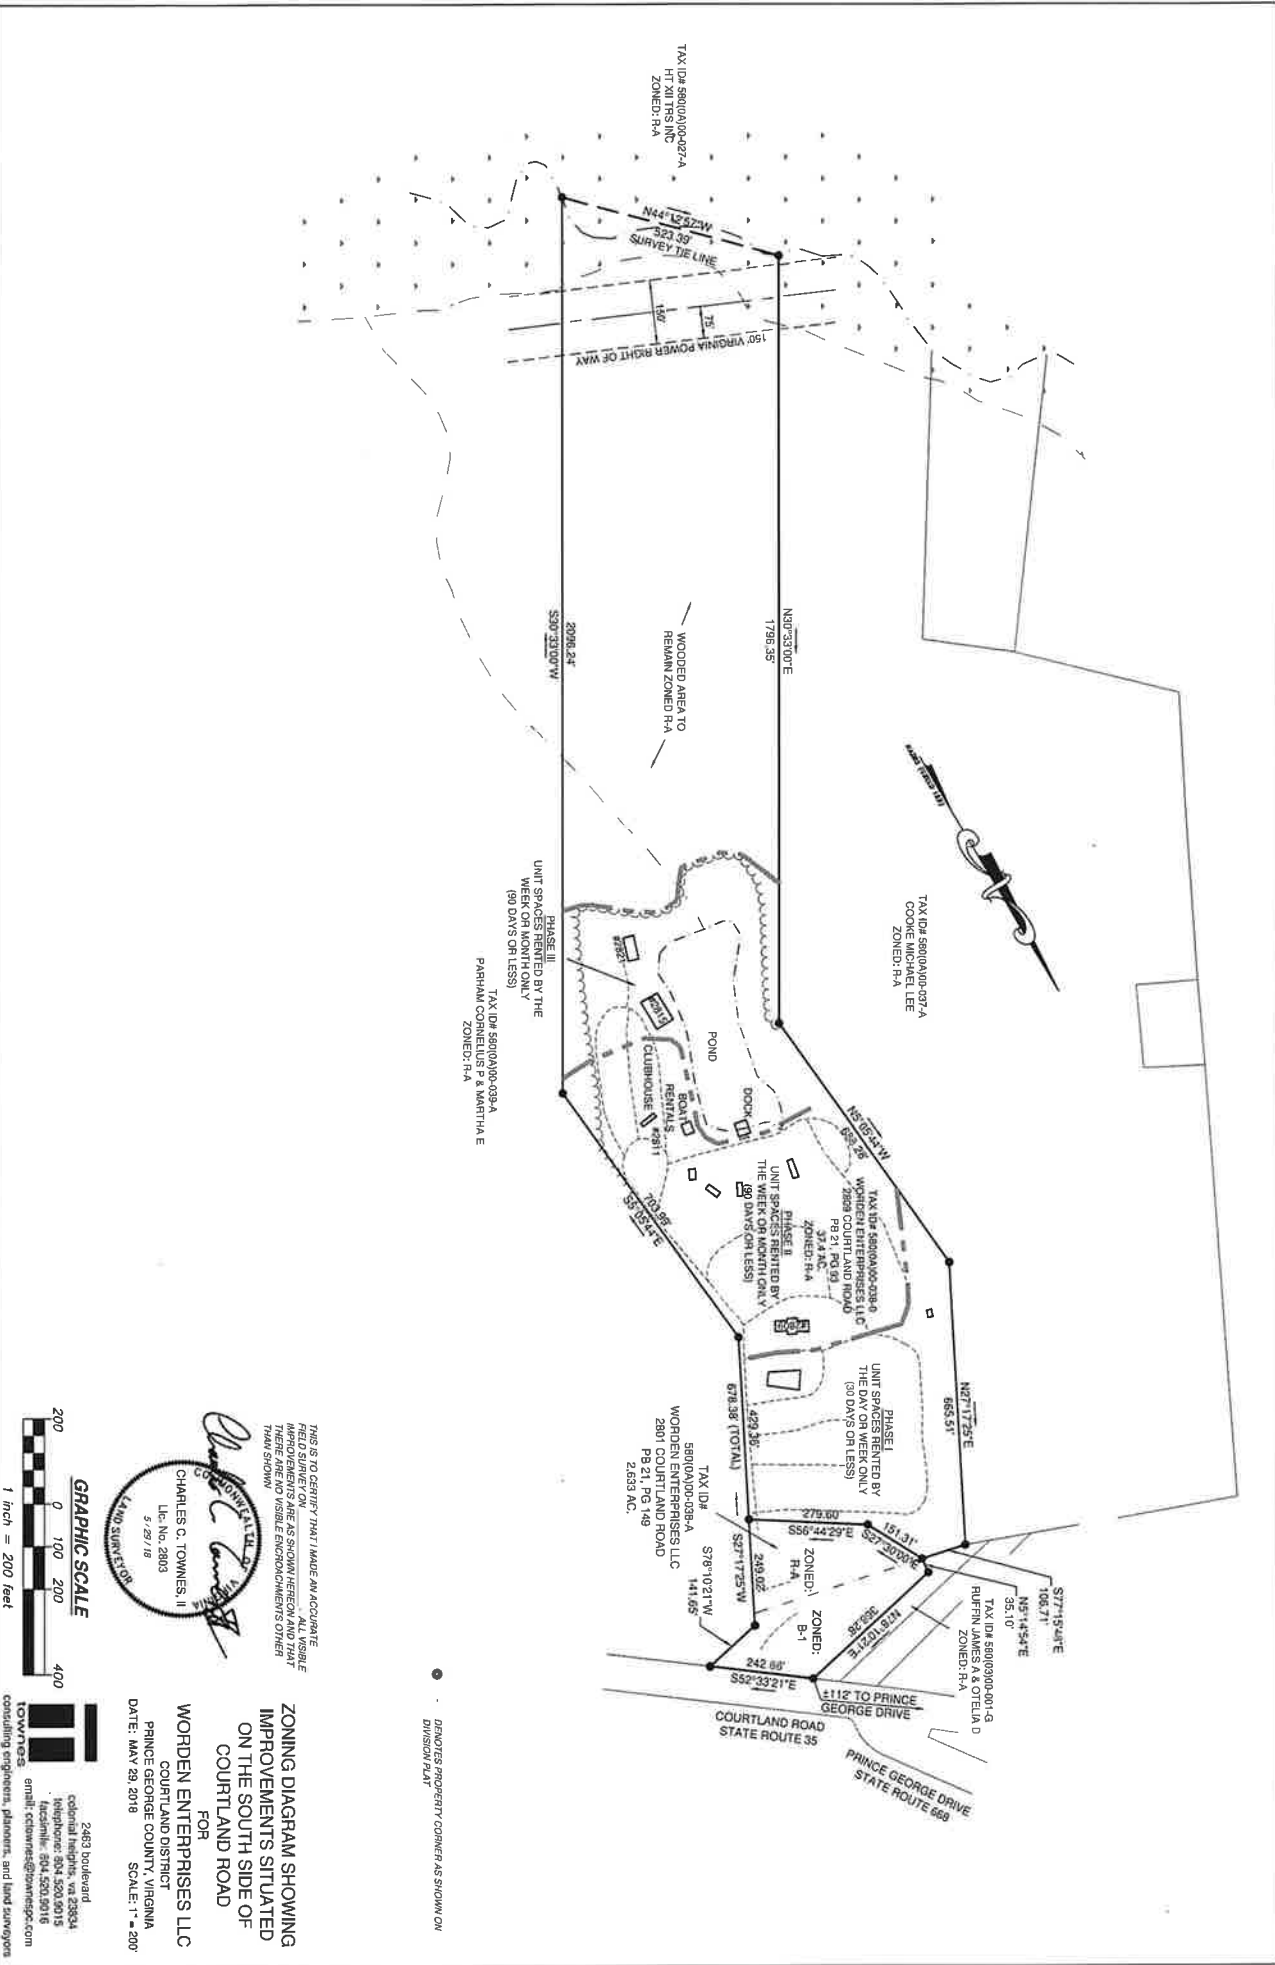 TAX ID# 580(0A)00-027-A
HT XII TRS INC
ZONED: R-A
N44°12'57"W
523.39'
SURVEY TIE LINE
150'
75'
150' VIRGINIA POWER RIGHT OF WAY
N30°33'00"E
1796.35'
2096.24'
S30°33'00"W
WOODED AREA TO
REMAIN ZONED R-A
TAX ID# 580(0A)00-037-A
COOKE MICHAEL LEE
ZONED: R-A
PHASE III
UNIT SPACES RENTED BY THE
WEEK OR MONTH ONLY
(90 DAYS OR LESS)
TAX ID# 580(0A)00-039-A
PARHAM CORNELIUS P & MARTHA E
ZONED: R-A
#2821
#2815
POND
CLUBHOUSE
BOAT
RENTALS
#2811
DOCK
N5°05'44"W
688.26'
703.96'
S5°05'44"E
TAX ID# 580(0A)00-038-0
WORDEN ENTERPRISES LLC
2809 COURTLAND ROAD
PB 21, PG 93
37.4 AC.
ZONED: R-A
PHASE II
UNIT SPACES RENTED BY
THE WEEK OR MONTH ONLY
(90 DAYS OR LESS)
#2809
N27°17'25"E
665.51'
PHASE I
UNIT SPACES RENTED BY
THE DAY OR WEEK ONLY
(30 DAYS OR LESS)
429.36'
678.38' (TOTAL)
S27°17'25"W
249.02'
TAX ID#
580(0A)00-038-A
WORDEN ENTERPRISES LLC
2801 COURTLAND ROAD
PB 21, PG 149
2.633 AC.
279.60'
S56°44'29"E
151.31'
S27°30'00"E
S77°15'48"E
106.71'
N5°14'54"E
35.10'
TAX ID# 580(03)00-001-G
RUFFIN JAMES A & OTELIA D
ZONED: R-A
N78°10'21"E
368.28'
ZONED:
R-A
ZONED:
B-1
S78°10'21"W
141.65'
242.66'
S52°33'21"E
±112' TO PRINCE
GEORGE DRIVE
COURTLAND ROAD
STATE ROUTE 35
PRINCE GEORGE DRIVE
STATE ROUTE 668
- DENOTES PROPERTY CORNER AS SHOWN ON
DIVISION PLAT
THIS IS TO CERTIFY THAT I MADE AN ACCURATE
FIELD SURVEY ON . ALL VISIBLE
IMPROVEMENTS ARE AS SHOWN HEREON AND THAT
THERE ARE NO VISIBLE ENCROACHMENTS OTHER
THAN SHOWN
COMMONWEALTH OF VIRGINIA
CHARLES C. TOWNES, II
Lic. No. 2803
5/29/18
LAND SURVEYOR
GRAPHIC SCALE
200 0 100 200 400
1 inch = 200 feet
ZONING DIAGRAM SHOWING
IMPROVEMENTS SITUATED
ON THE SOUTH SIDE OF
COURTLAND ROAD
FOR
WORDEN ENTERPRISES LLC
COURTLAND DISTRICT
PRINCE GEORGE COUNTY, VIRGINIA
DATE: MAY 29, 2018 SCALE: 1" = 200'
townes
consulting engineers, planners, and land surveyors
2463 boulevard
colonial heights, va 23834
telephone: 804.520.9015
facsimile: 804.520.9016
email: cctownes@townespc.com